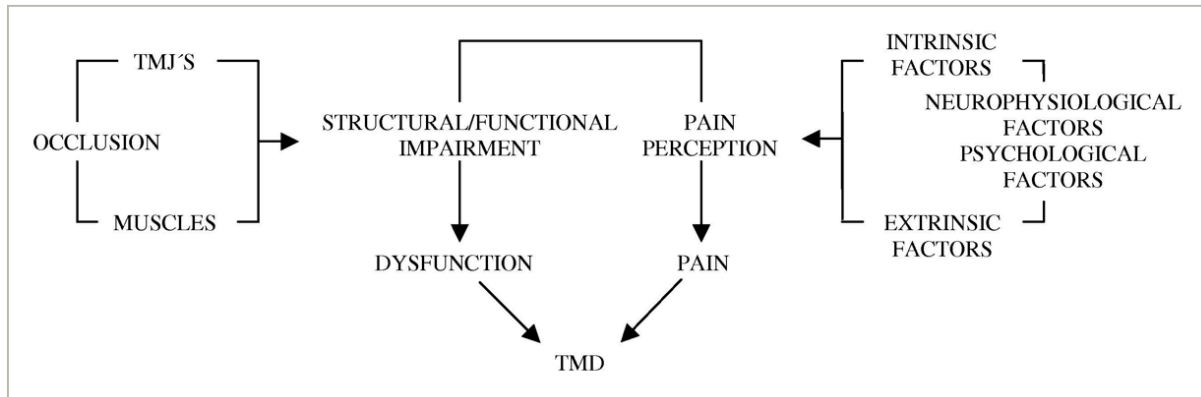 TMJ´S
OCCLUSION
MUSCLES
STRUCTURAL/FUNCTIONAL
IMPAIRMENT
PAIN
PERCEPTION
INTRINSIC
FACTORS
NEUROPHYSIOLOGICAL
FACTORS
PSYCHOLOGICAL
FACTORS
EXTRINSIC
FACTORS
DYSFUNCTION
PAIN
TMD